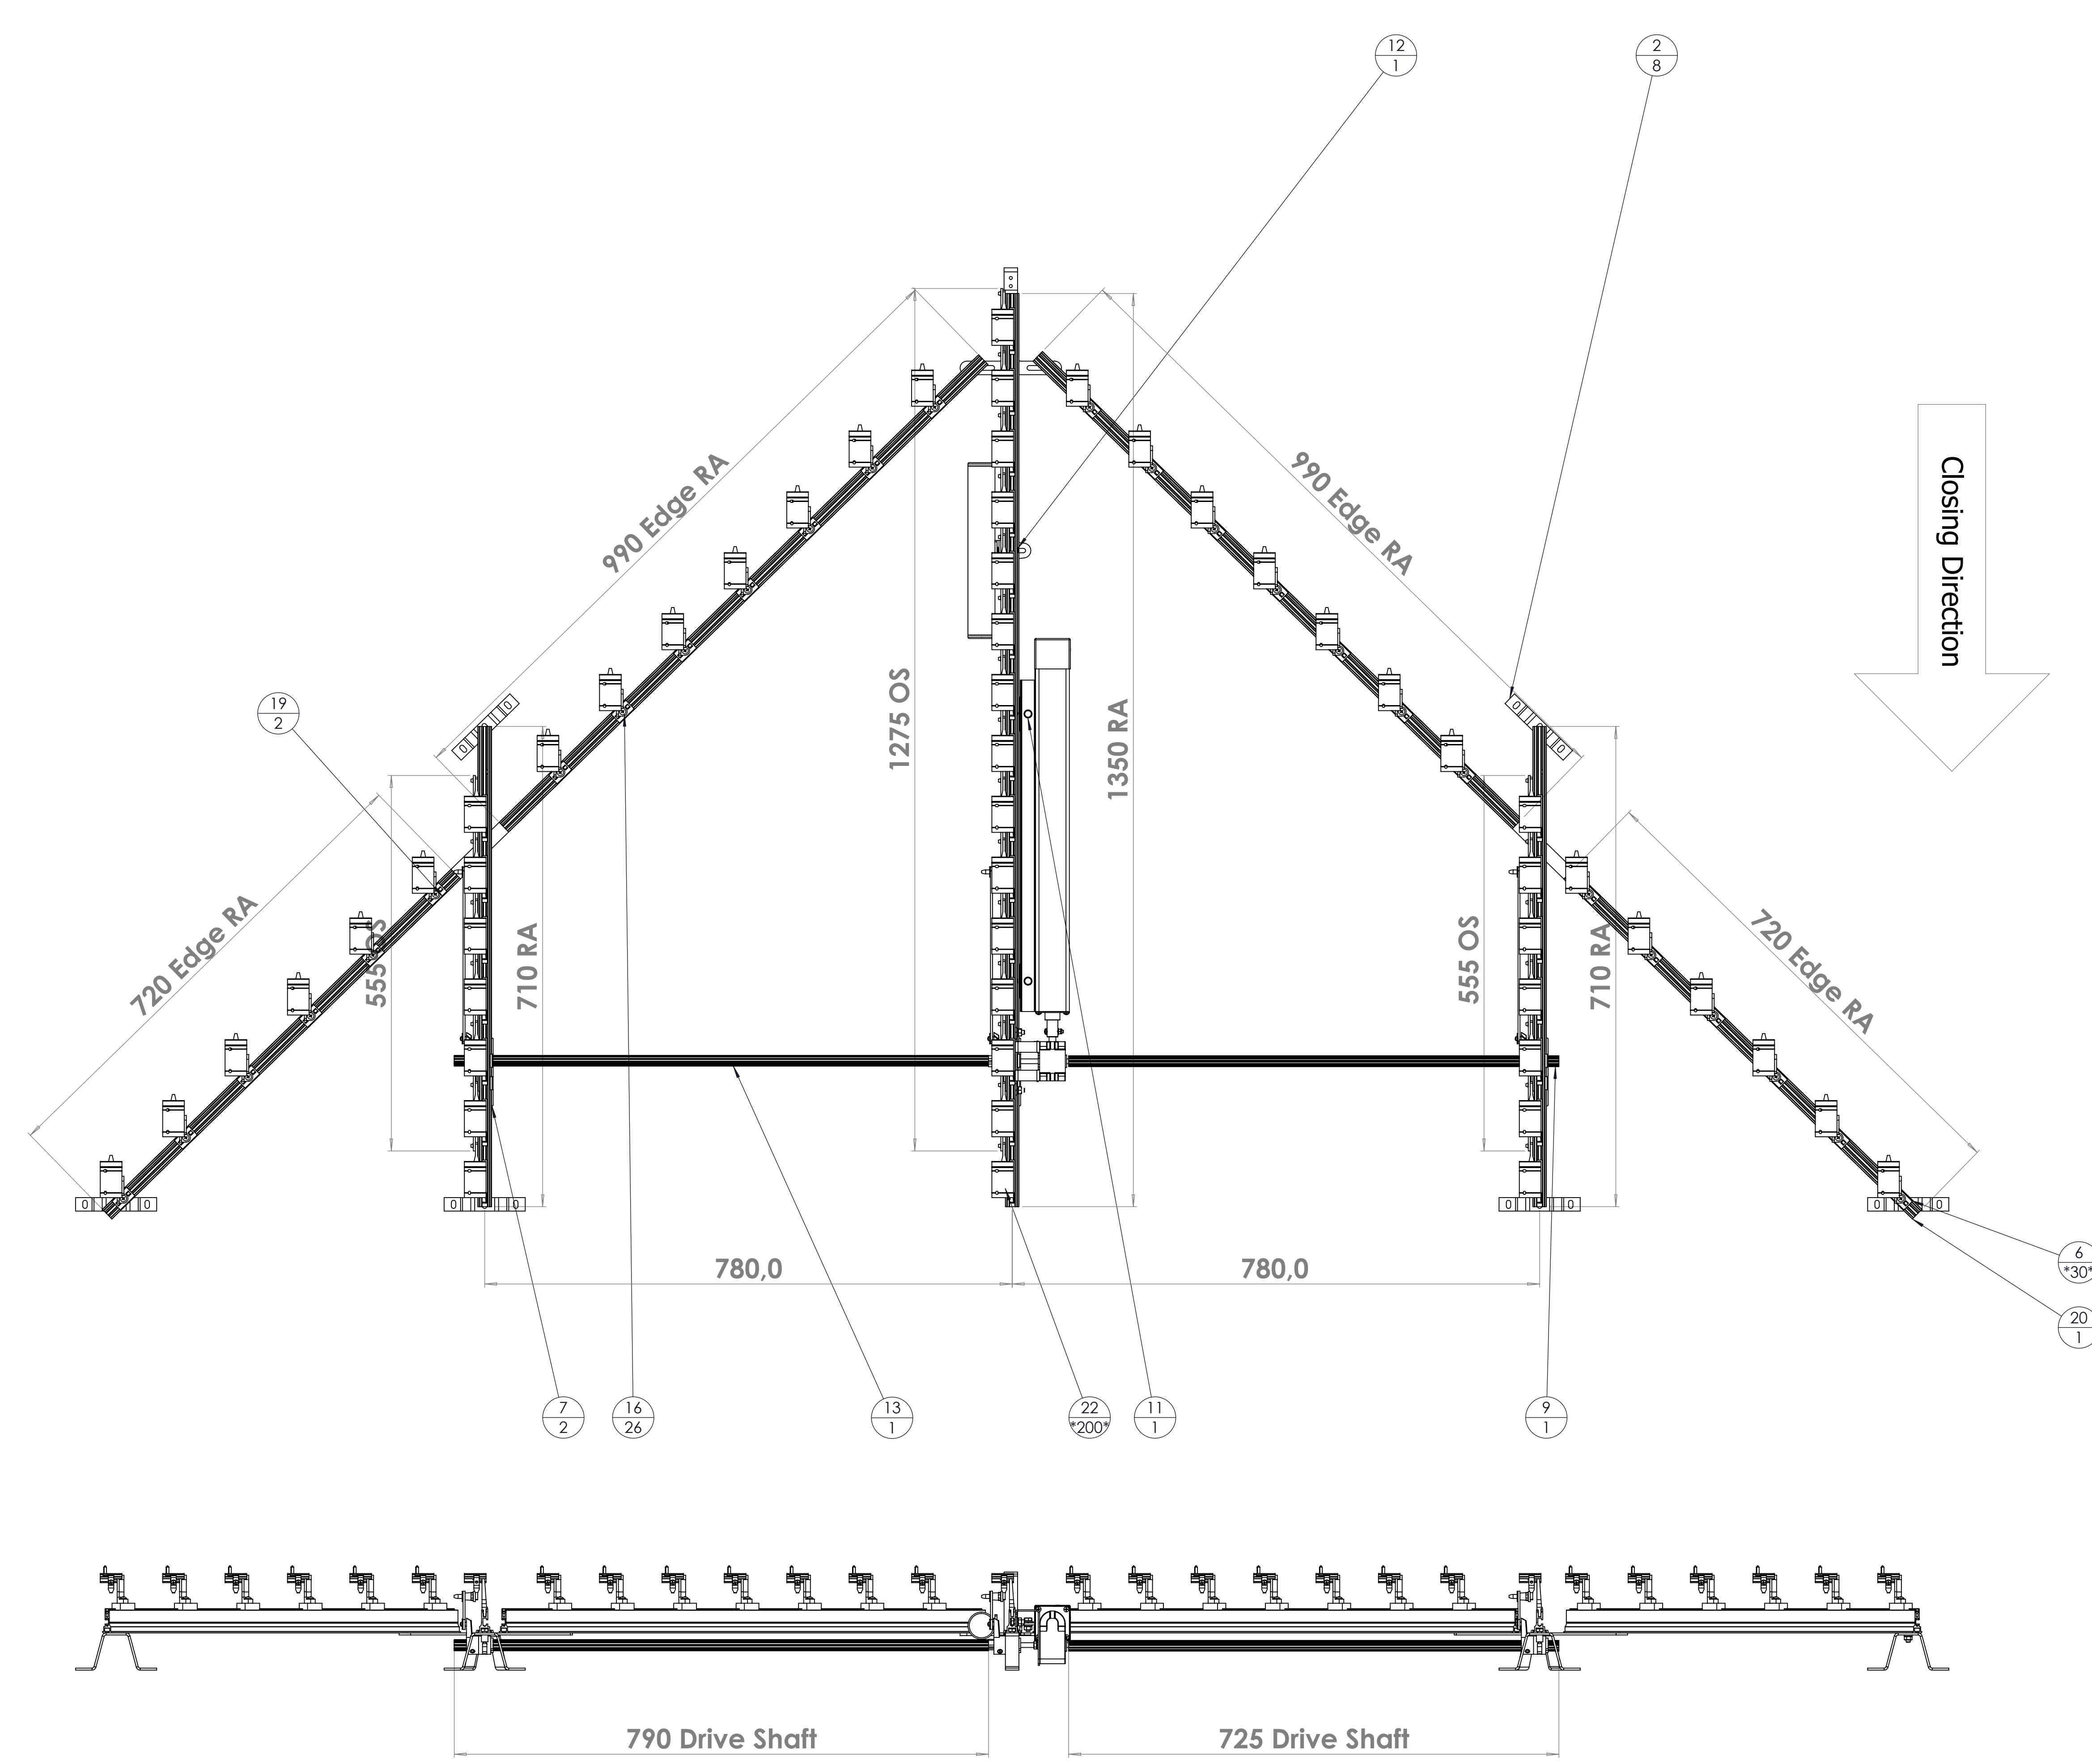 12
1
2
8
Closing Direction
990 Edge RA
990 Edge RA
1275 OS
1350 RA
19
2
720 Edge RA
555 OS
710 RA
555 OS
710 RA
720 Edge RA
780,0
780,0
6
*30*
20
1
7
2
16
26
13
1
22
*200*
11
1
9
1
790 Drive Shaft
725 Drive Shaft